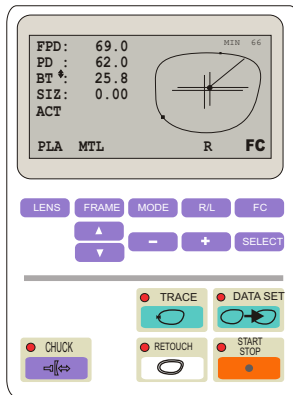 MIN 66
FPD: 69.0
PD : 62.0
BT : 25.8
SIZ: 0.00
ACT
PLA MTL R FC
LENS FRAME MODE R/L FC
− + SELECT
TRACE DATA SET
CHUCK RETOUCH START
STOP